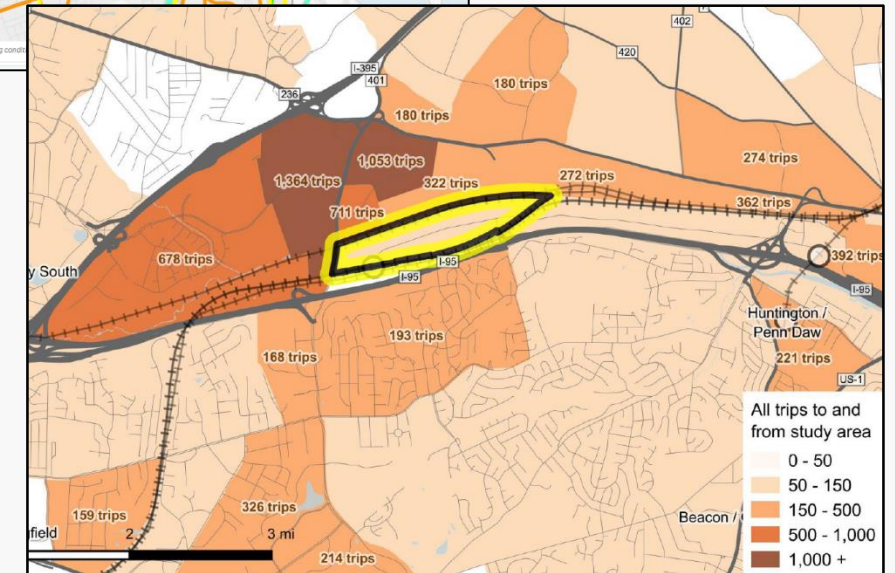 402
420
I-395
401
236
180 trips
180 trips
1,053 trips
274 trips
1,364 trips
322 trips
272 trips
711 trips
362 trips
678 trips
392 trips
y South
I-95
I-95
I-95
Huntington /
Penn Daw
193 trips
168 trips
221 trips
US-1
All trips to and
from study area
0 - 50
50 - 150
150 - 500
500 - 1,000
1,000 +
326 trips
159 trips
Beacon /
field
2
3 mi
214 trips